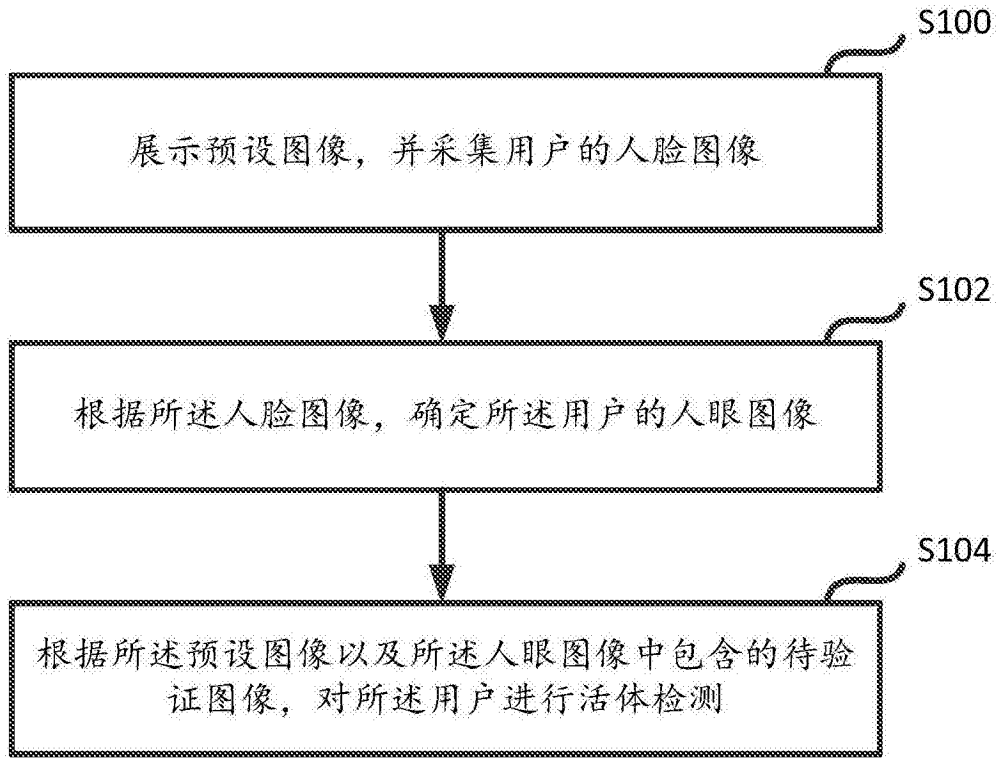 S100
展示预设图像，并采集用户的人脸图像
S102
根据所述人脸图像，确定所述用户的人眼图像
S104
根据所述预设图像以及所述人眼图像中包含的待验
证图像，对所述用户进行活体检测